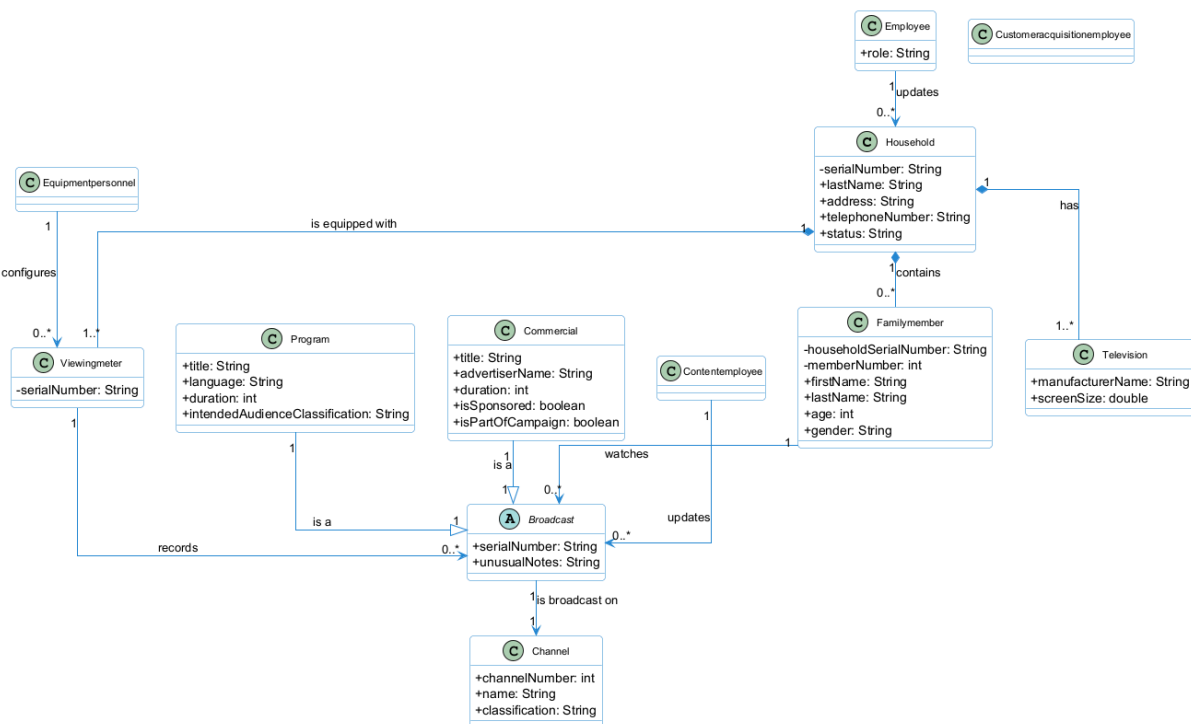 C Employee
+role: String
C Customeracquisitionemployee
1
updates
0..*
C Household
-serialNumber: String
+lastName: String
+address: String
+telephoneNumber: String
+status: String
1
has
1..*
C Equipmentpersonnel
1
configures
0..*
is equipped with
1
1..*
1
contains
0..*
C Viewingmeter
-serialNumber: String
C Program
+title: String
+language: String
+duration: int
+intendedAudienceClassification: String
C Commercial
+title: String
+advertiserName: String
+duration: int
+isSponsored: boolean
+isPartOfCampaign: boolean
C Contentemployee
C Familymember
-householdSerialNumber: String
-memberNumber: int
+firstName: String
+lastName: String
+age: int
+gender: String
C Television
+manufacturerName: String
+screenSize: double
1
records
0..*
1
is a
1
1
is a
1
1
watches
0..*
1
updates
0..*
A Broadcast
+serialNumber: String
+unusualNotes: String
1
is broadcast on
1
C Channel
+channelNumber: int
+name: String
+classification: String